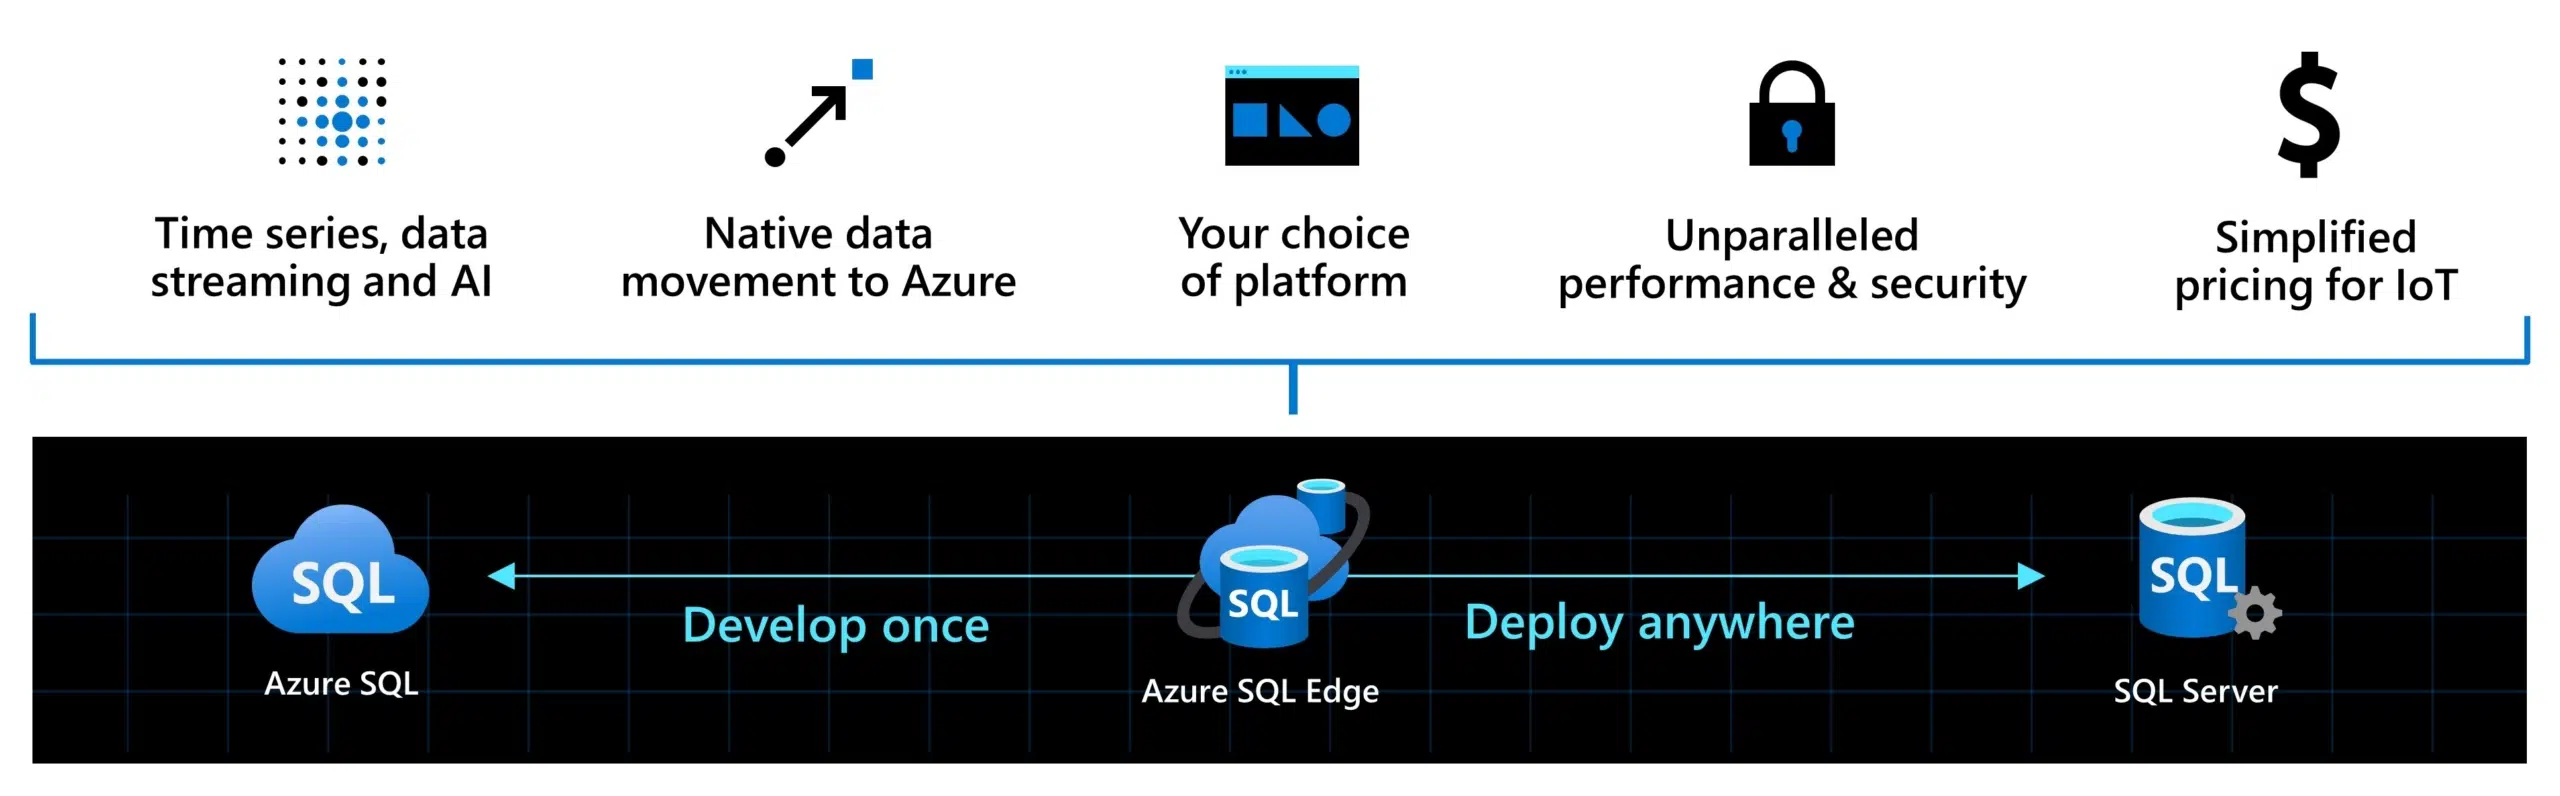 Time series, data
streaming and AI
Native data
movement to Azure
Your choice
of platform
Unparalleled
performance & security
Simplified
pricing for IoT
SQL
Azure SQL
Develop once
SQL
Azure SQL Edge
Deploy anywhere
SQL
SQL Server